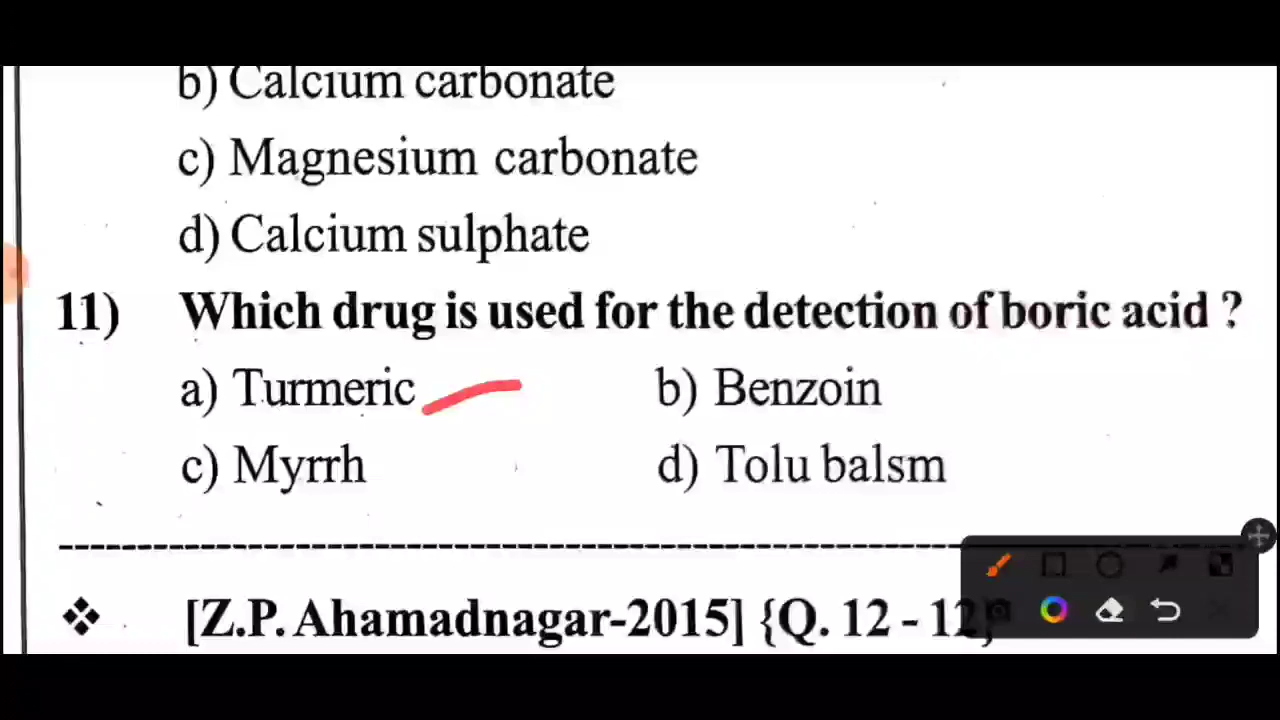 b) Calcium carbonate
c) Magnesium carbonate
d) Calcium sulphate
11) Which drug is used for the detection of boric acid ?
a) Turmeric b) Benzoin
c) Myrrh d) Tolu balsm
❖ [Z.P. Ahamadnagar-2015] {Q. 12 - 12}